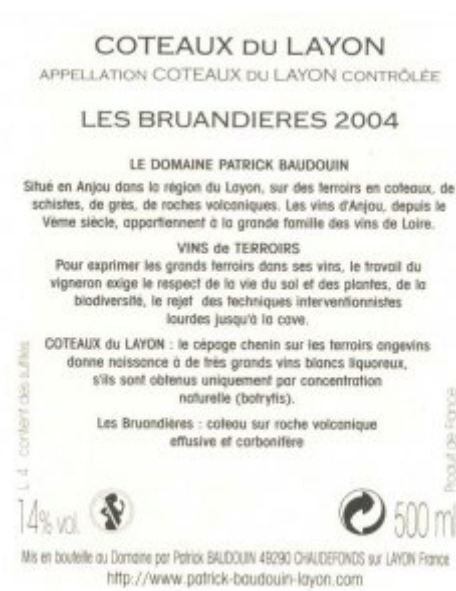 COTEAUX DU LAYON
APPELLATION COTEAUX DU LAYON CONTRÔLÉE
LES BRUANDIERES 2004
LE DOMAINE PATRICK BAUDOUIN
Situé en Anjou dans la région du Layon, sur des terroirs en coteaux, de
schistes, de grès, de roches volcaniques. Les vins d'Anjou, depuis le
Vème siècle, appartiennent à la grande famille des vins de Loire.
VINS de TERROIRS
Pour exprimer les grands terroirs dans ses vins, le travail du
vigneron exige le respect de la vie du sol et des plantes, de la
biodiversité, le rejet des techniques interventionnistes
lourdes jusqu'à la cave.
COTEAUX du LAYON : le cépage chenin sur les terroirs angevins
donne naissance à de très grands vins blancs liquoreux,
s'ils sont obtenus uniquement par concentration
naturelle (botrytis).
Les Bruandières : coteau sur roche volcanique
effusive et carbonifère
L. 4 contient des sulfites
Produit de France
14% vol.
500 ml
Mis en bouteille au Domaine par Patrick BAUDOUIN 49290 CHAUDEFONDS sur LAYON France
http://www.patrick-baudouin-layon.com